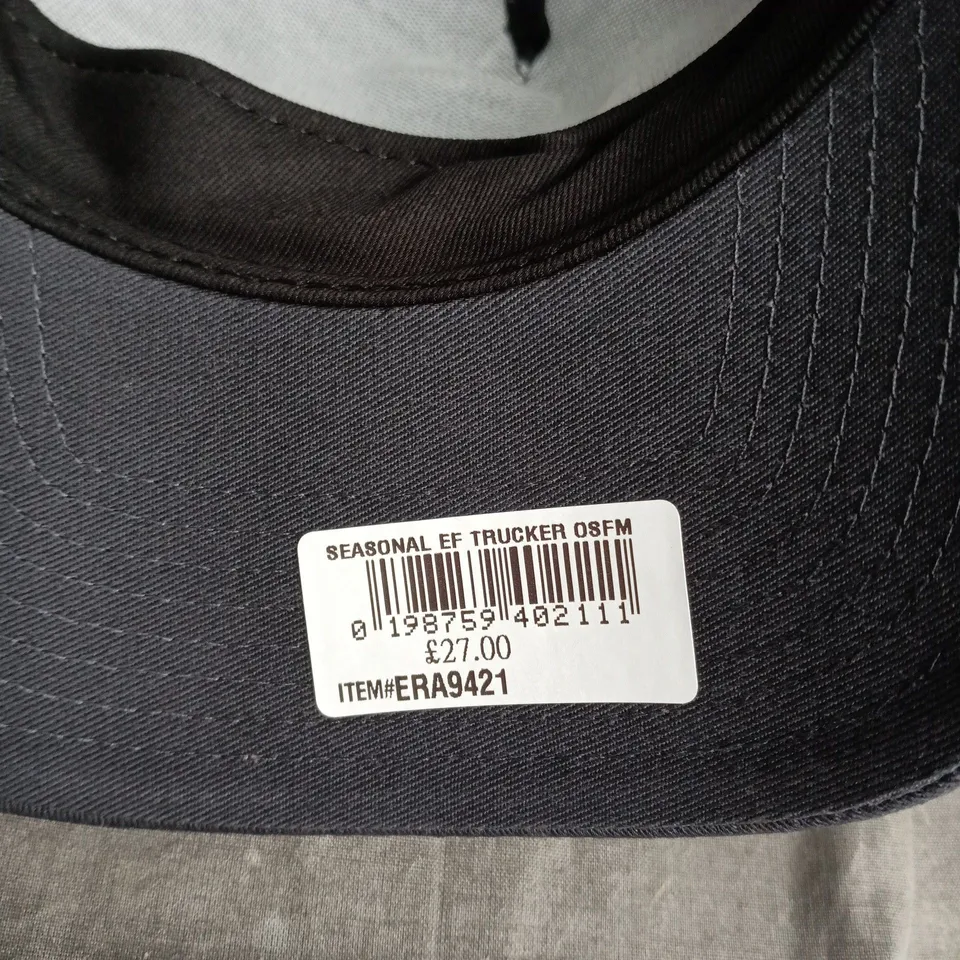 SEASONAL EF TRUCKER OSFM
0 198759 402111
£27.00
ITEM#ERA9421